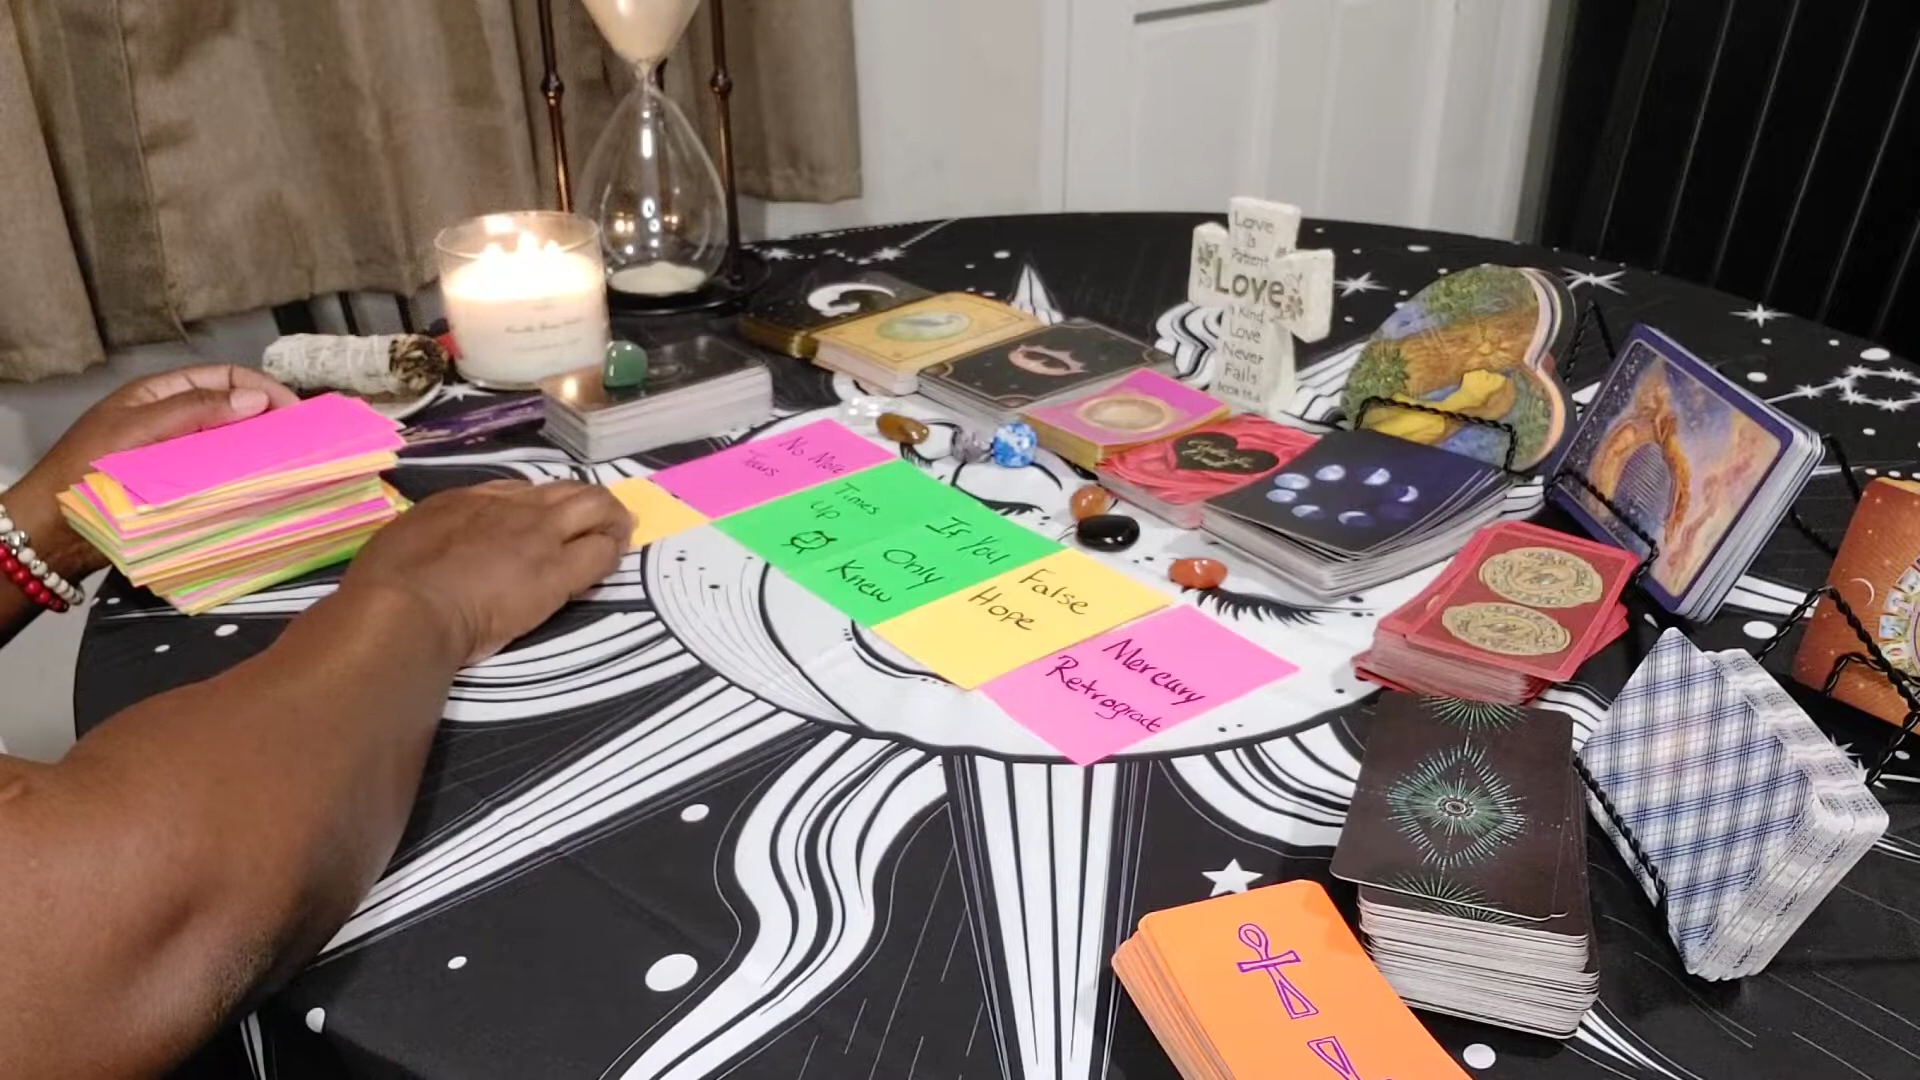 No More
Tears
Times
Up
If You
Only
Knew
False
Hope
Mercury
Retrograde
Love
is
Patient
Love
is Kind
Love
Never
Fails